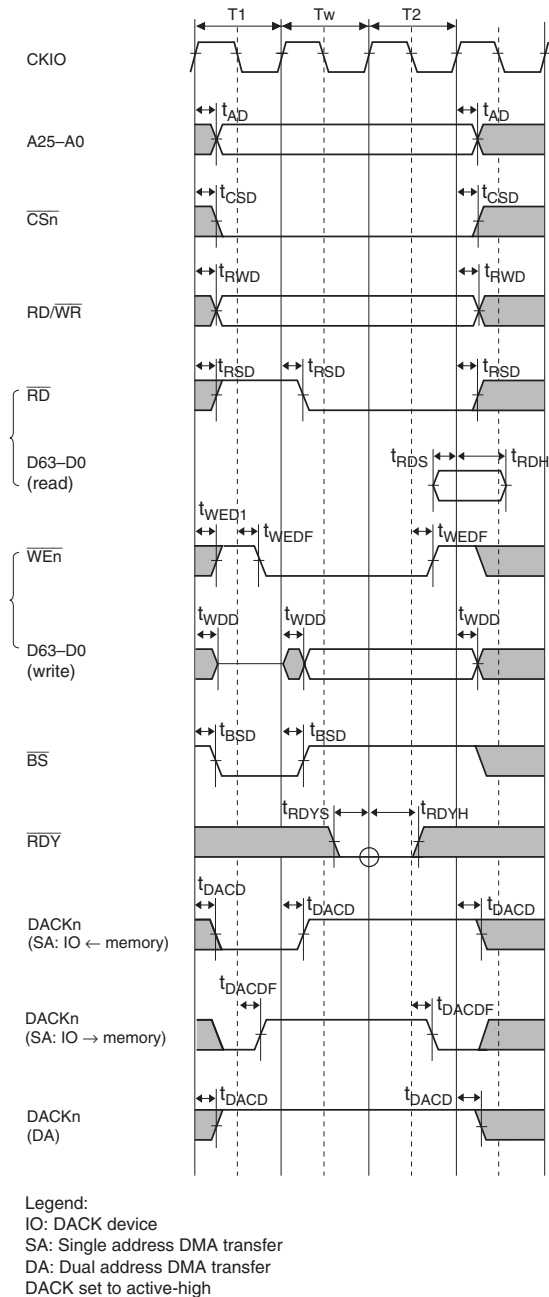 T1 Tw T2
CKIO
tAD tAD
A25–A0
tCSD tCSD
CSn
tRWD tRWD
RD/WR
tRSD tRSD tRSD
RD
D63–D0
(read)
tRDS tRDH
tWED1 tWEDF tWEDF
WEn
tWDD tWDD tWDD
D63–D0
(write)
tBSD tBSD
BS
tRDYS tRDYH
RDY
tDACD tDACD tDACD
DACKn
(SA: IO ← memory)
tDACDF tDACDF
DACKn
(SA: IO → memory)
tDACD tDACD
DACKn
(DA)
Legend:
IO: DACK device
SA: Single address DMA transfer
DA: Dual address DMA transfer
DACK set to active-high